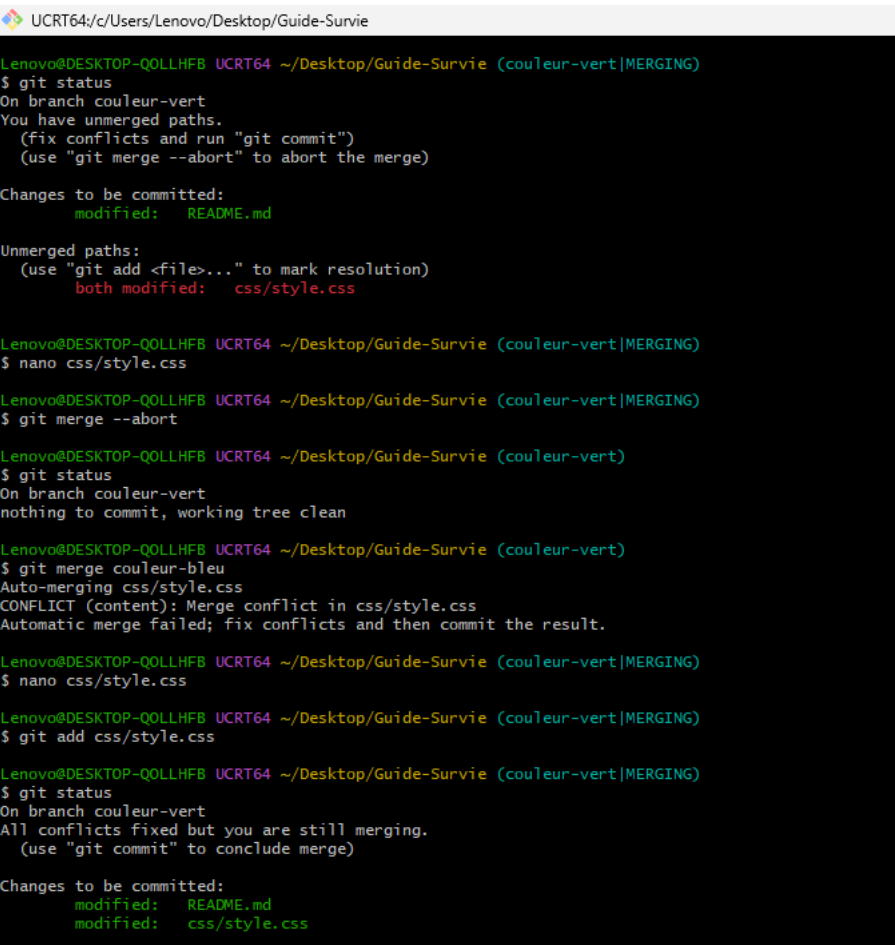 UCRT64:/c/Users/Lenovo/Desktop/Guide-Survie
Lenovo@DESKTOP-QOLLHFB UCRT64 ~/Desktop/Guide-Survie (couleur-vert|MERGING)
$ git status
On branch couleur-vert
You have unmerged paths.
  (fix conflicts and run "git commit")
  (use "git merge --abort" to abort the merge)
Changes to be committed:
        modified:   README.md
Unmerged paths:
  (use "git add <file>..." to mark resolution)
        both modified:   css/style.css
Lenovo@DESKTOP-QOLLHFB UCRT64 ~/Desktop/Guide-Survie (couleur-vert|MERGING)
$ nano css/style.css
Lenovo@DESKTOP-QOLLHFB UCRT64 ~/Desktop/Guide-Survie (couleur-vert|MERGING)
$ git merge --abort
Lenovo@DESKTOP-QOLLHFB UCRT64 ~/Desktop/Guide-Survie (couleur-vert)
$ git status
On branch couleur-vert
nothing to commit, working tree clean
Lenovo@DESKTOP-QOLLHFB UCRT64 ~/Desktop/Guide-Survie (couleur-vert)
$ git merge couleur-bleu
Auto-merging css/style.css
CONFLICT (content): Merge conflict in css/style.css
Automatic merge failed; fix conflicts and then commit the result.
Lenovo@DESKTOP-QOLLHFB UCRT64 ~/Desktop/Guide-Survie (couleur-vert|MERGING)
$ nano css/style.css
Lenovo@DESKTOP-QOLLHFB UCRT64 ~/Desktop/Guide-Survie (couleur-vert|MERGING)
$ git add css/style.css
Lenovo@DESKTOP-QOLLHFB UCRT64 ~/Desktop/Guide-Survie (couleur-vert|MERGING)
$ git status
On branch couleur-vert
All conflicts fixed but you are still merging.
  (use "git commit" to conclude merge)
Changes to be committed:
        modified:   README.md
        modified:   css/style.css